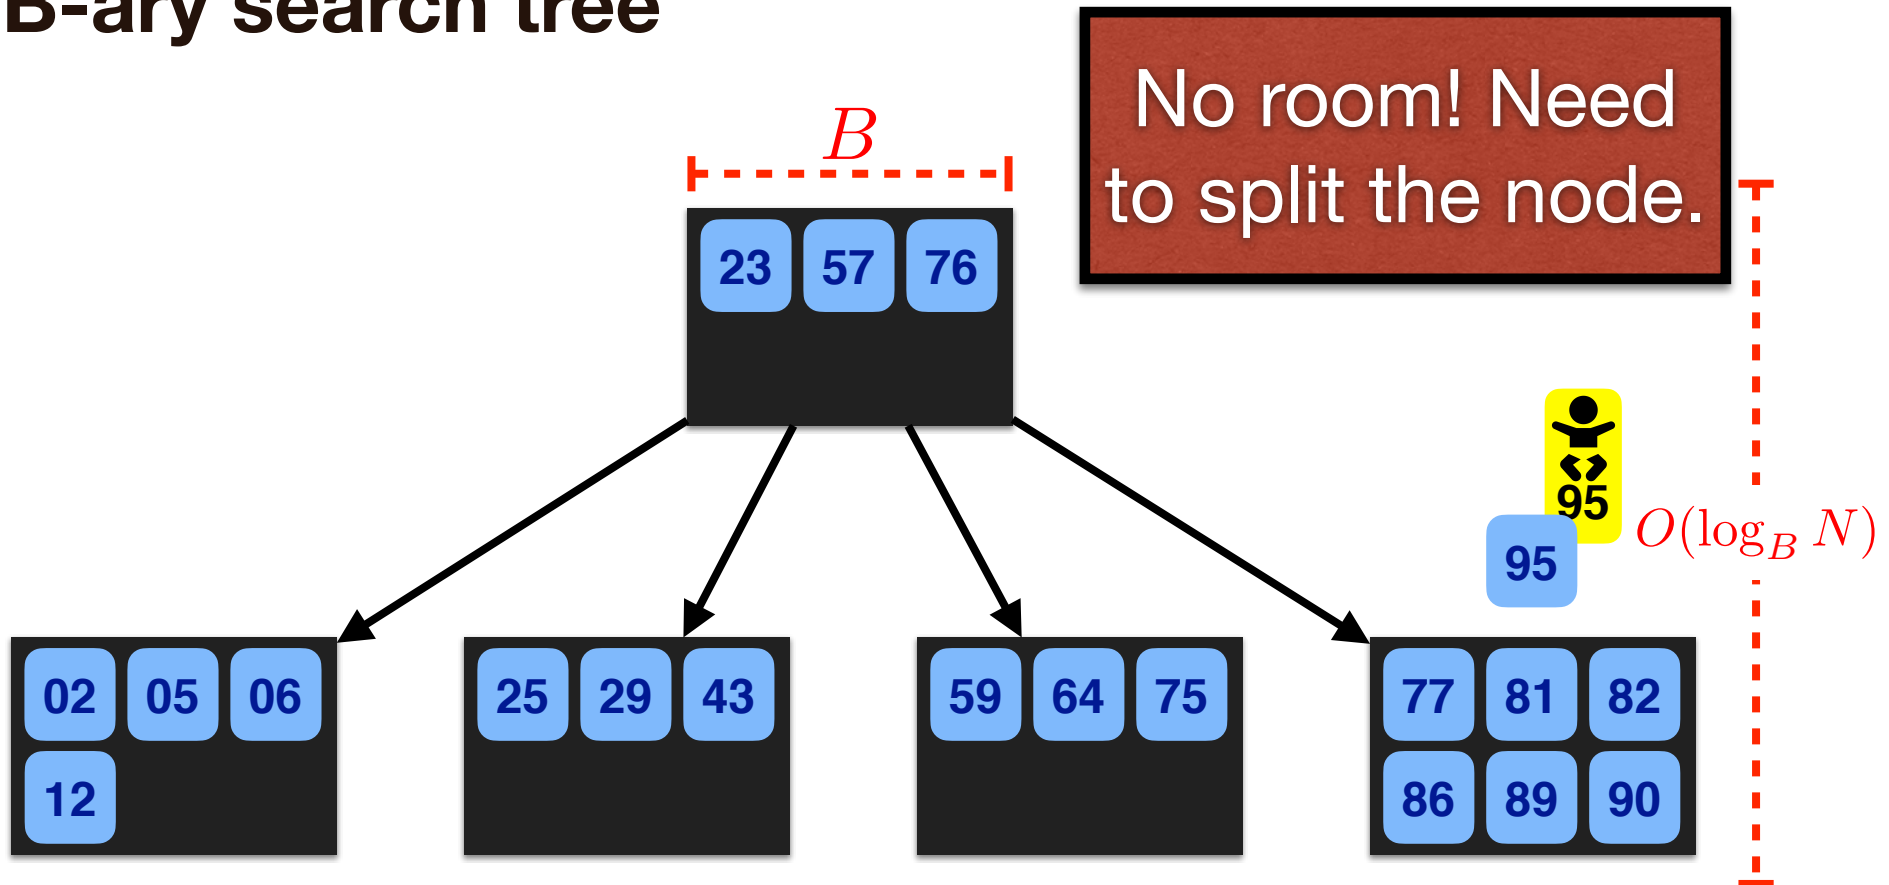 B-ary search tree
No room! Need
to split the node.
B
23 57 76
95
95
O(log_B N)
02 05 06
12
25 29 43
59 64 75
77 81 82
86 89 90